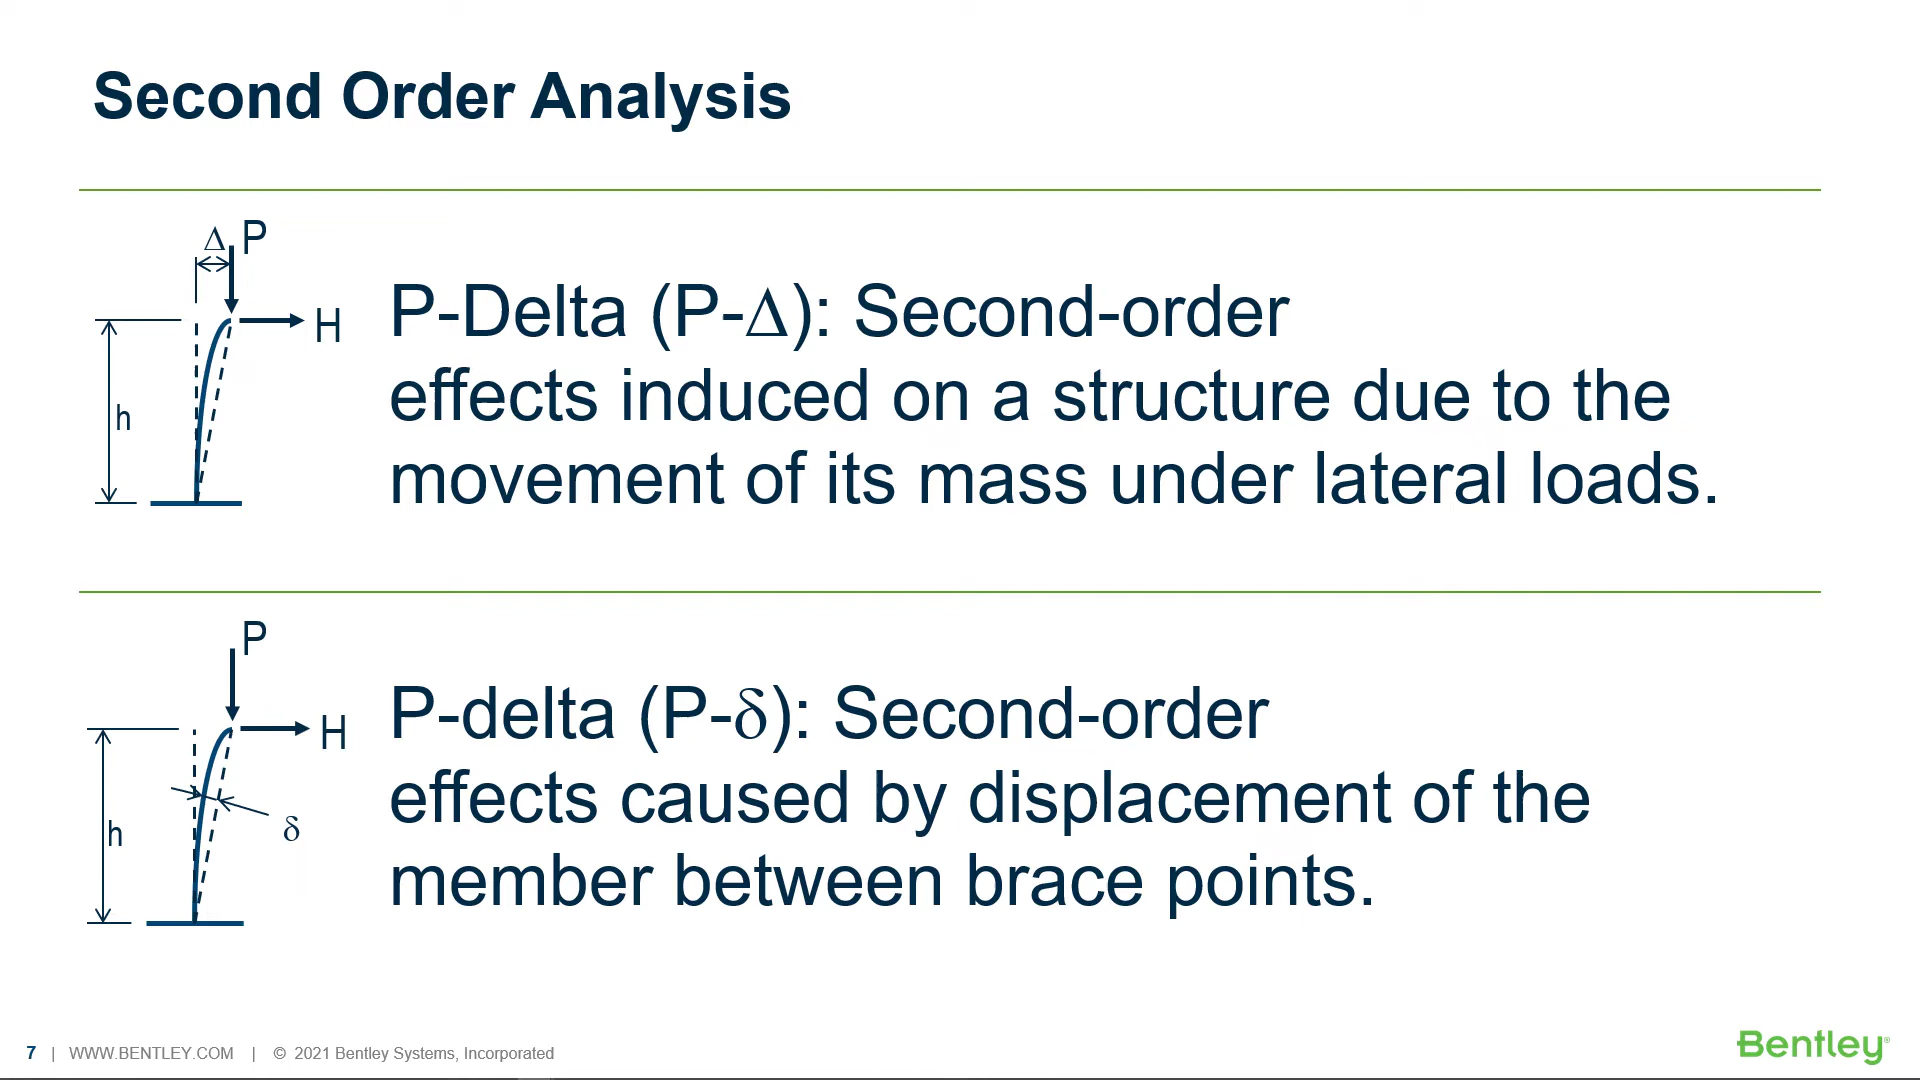 Second Order Analysis
Δ P
H
h
P-Delta (P-Δ): Second-order
effects induced on a structure due to the
movement of its mass under lateral loads.
P
H
h
δ
P-delta (P-δ): Second-order
effects caused by displacement of the
member between brace points.
7 | WWW.BENTLEY.COM | © 2021 Bentley Systems, Incorporated
Bentley®